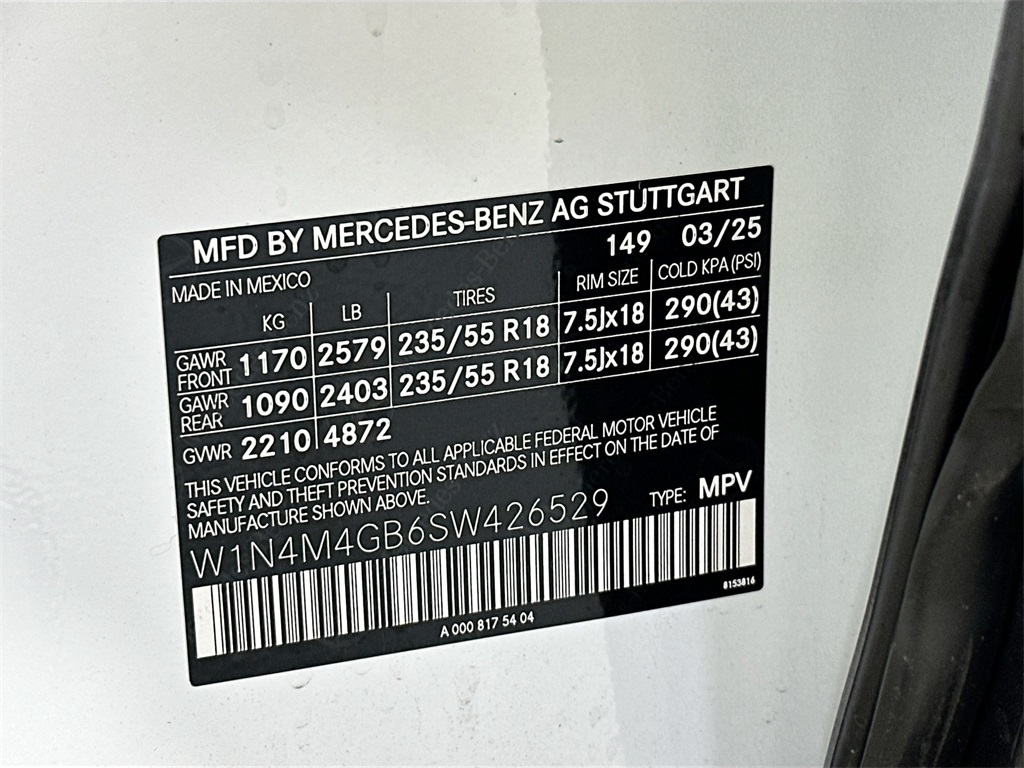 MFD BY MERCEDES-BENZ AG STUTTGART
MADE IN MEXICO 149 03/25
KG LB TIRES RIM SIZE COLD KPA (PSI)
GAWR FRONT 1170 2579 235/55 R18 7.5Jx18 290(43)
GAWR REAR 1090 2403 235/55 R18 7.5Jx18 290(43)
GVWR 2210 4872
THIS VEHICLE CONFORMS TO ALL APPLICABLE FEDERAL MOTOR VEHICLE
SAFETY AND THEFT PREVENTION STANDARDS IN EFFECT ON THE DATE OF
MANUFACTURE SHOWN ABOVE.
W1N4M4GB6SW426529 TYPE: MPV
8153816
A 000 817 54 04